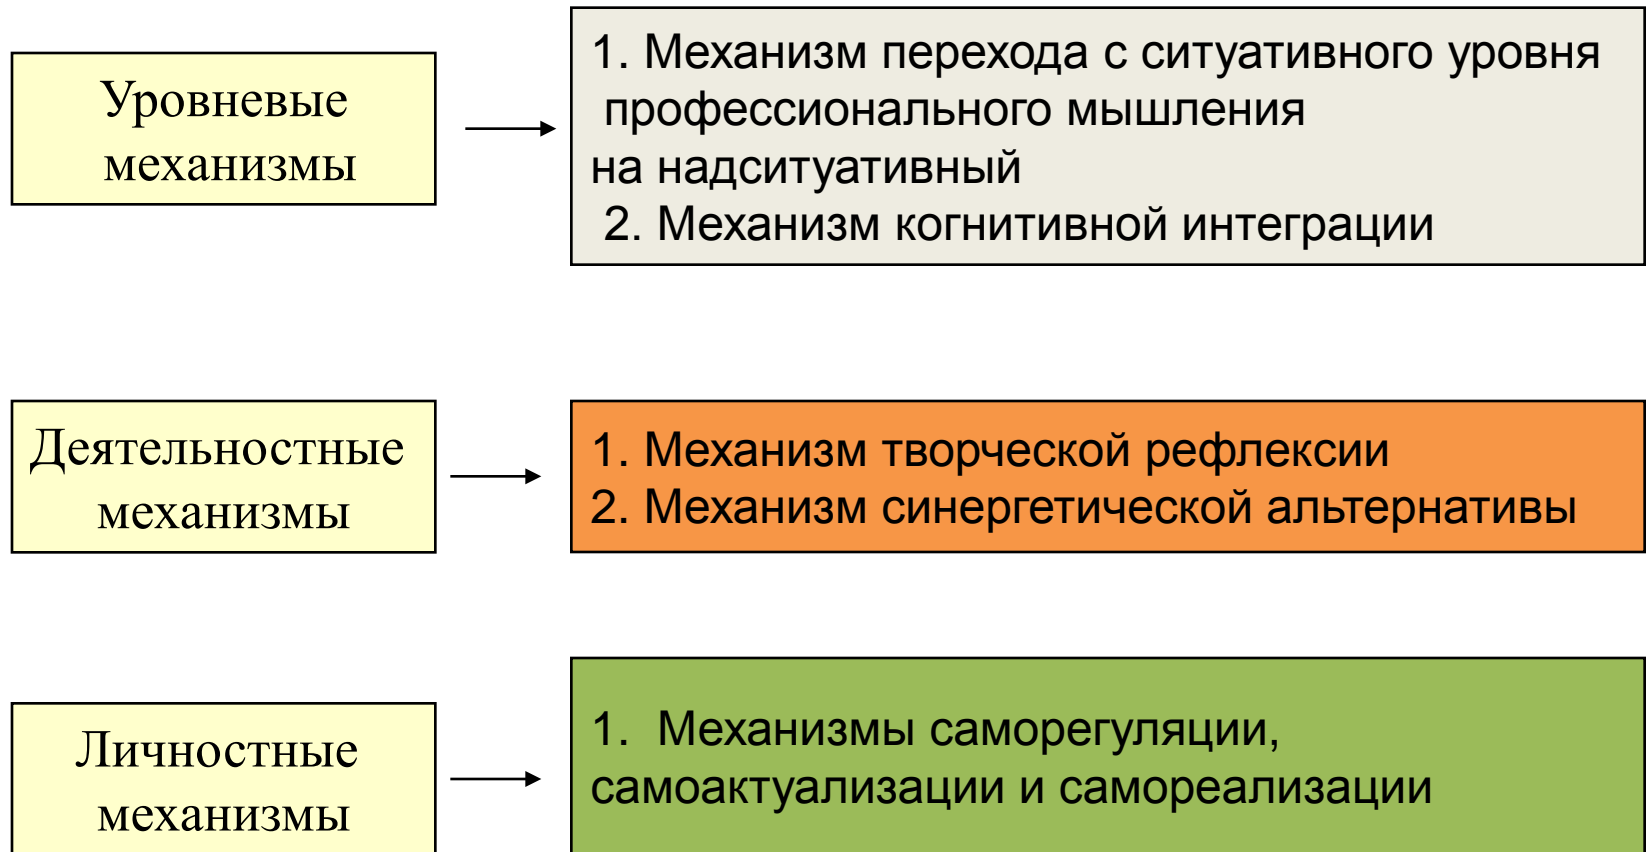 Уровневые
механизмы
1. Механизм перехода с ситуативного уровня
профессионального мышления
на надситуативный
2. Механизм когнитивной интеграции
Деятельностные
механизмы
1. Механизм творческой рефлексии
2. Механизм синергетической альтернативы
Личностные
механизмы
1. Механизмы саморегуляции,
самоактуализации и самореализации